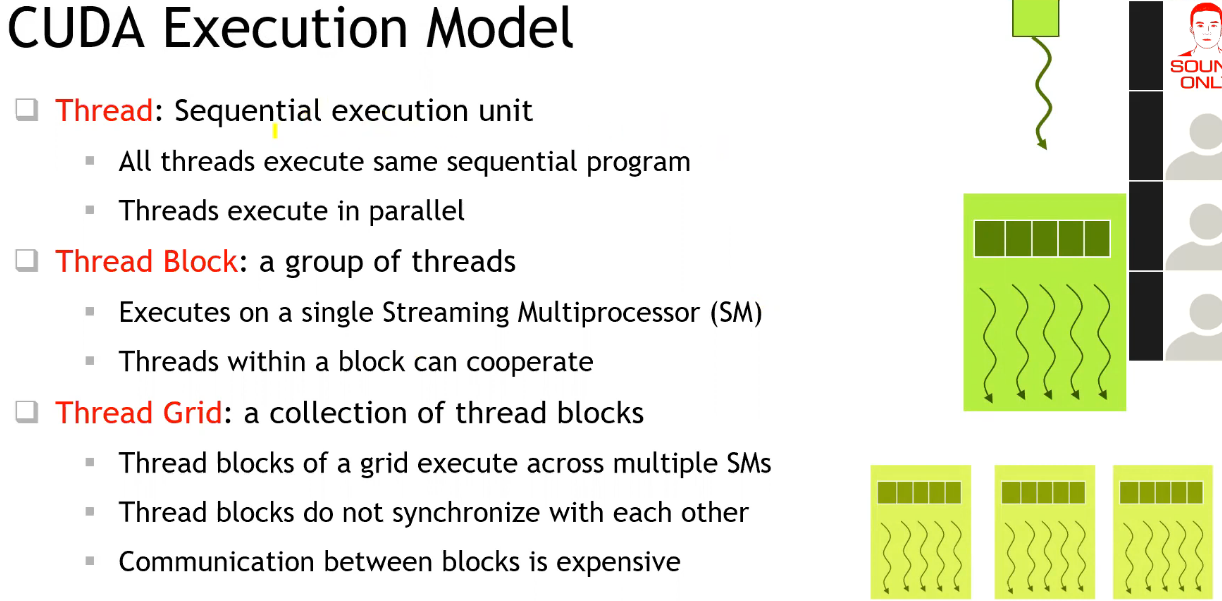 CUDA Execution Model
Thread: Sequential execution unit
All threads execute same sequential program
Threads execute in parallel
Thread Block: a group of threads
Executes on a single Streaming Multiprocessor (SM)
Threads within a block can cooperate
Thread Grid: a collection of thread blocks
Thread blocks of a grid execute across multiple SMs
Thread blocks do not synchronize with each other
Communication between blocks is expensive